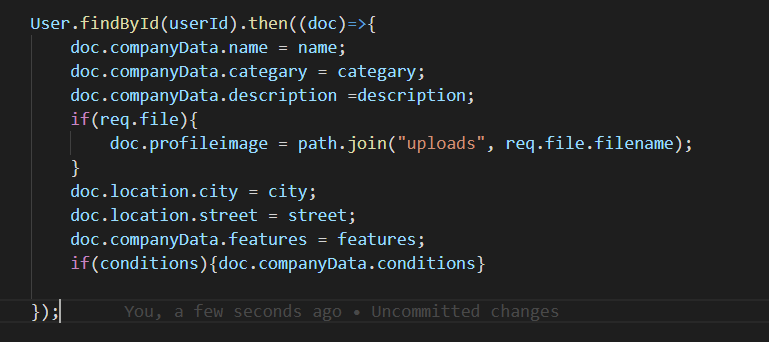 User.findById(userId).then((doc)=>{
doc.companyData.name = name;
doc.companyData.categary = categary;
doc.companyData.description =description;
if(req.file){
doc.profileimage = path.join("uploads", req.file.filename);
}
doc.location.city = city;
doc.location.street = street;
doc.companyData.features = features;
if(conditions){doc.companyData.conditions}
}); You, a few seconds ago • Uncommitted changes